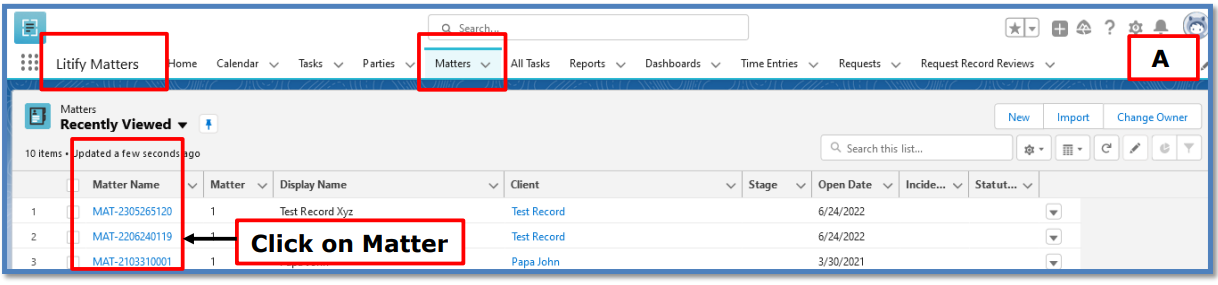 Search...
Litify Matters Home Calendar Tasks Parties Matters All Tasks Reports Dashboards Time Entries Requests Request Record Reviews
A
Matters
Recently Viewed
New Import Change Owner
10 items • Updated a few seconds ago
Search this list...
Matter Name Matter Display Name Client Stage Open Date Incide... Statut...
1 MAT-2305265120 1 Test Record Xyz Test Record 6/24/2022
2 MAT-2206240119 Test Record 6/24/2022
Click on Matter
3 MAT-2103310001 1 Papa John 3/30/2021